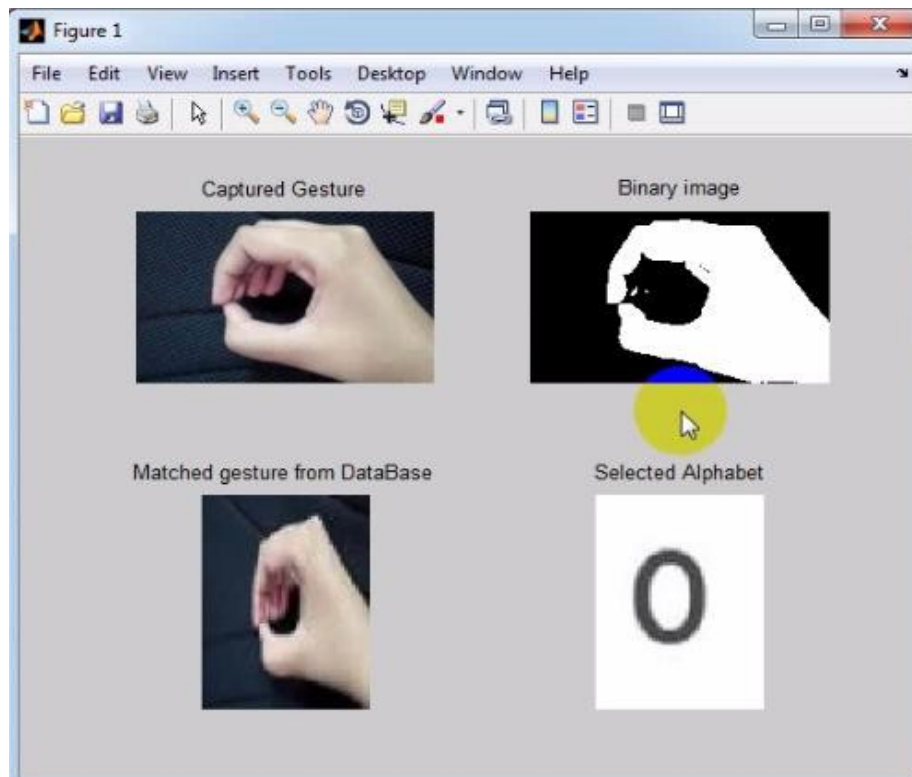 Figure 1
File Edit View Insert Tools Desktop Window Help
Captured Gesture
Binary image
Matched gesture from DataBase
Selected Alphabet
O